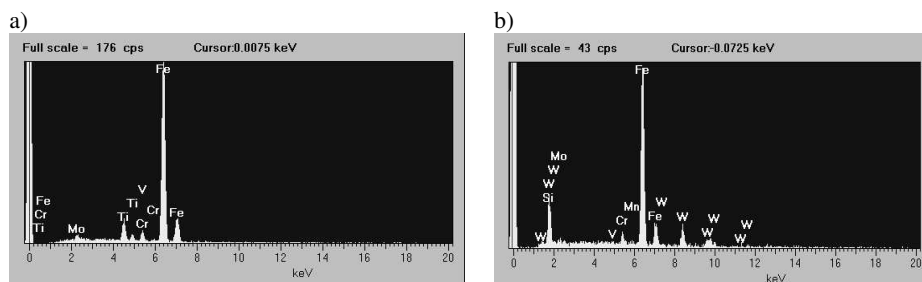 a)
Full scale = 176 cps Cursor:0.0075 keV
Fe
V
Fe
Ti
Cr
Cr
Ti
Mo
Ti
Cr
Fe
0 2 4 6 8 10 12 14 16 18 20
keV
b)
Full scale = 43 cps Cursor:-0.0725 keV
Fe
Mo
W
W
Si
W
V
Cr
Mn
Fe
W
W
W
W
W
W
0 2 4 6 8 10 12 14 16 18 20
keV